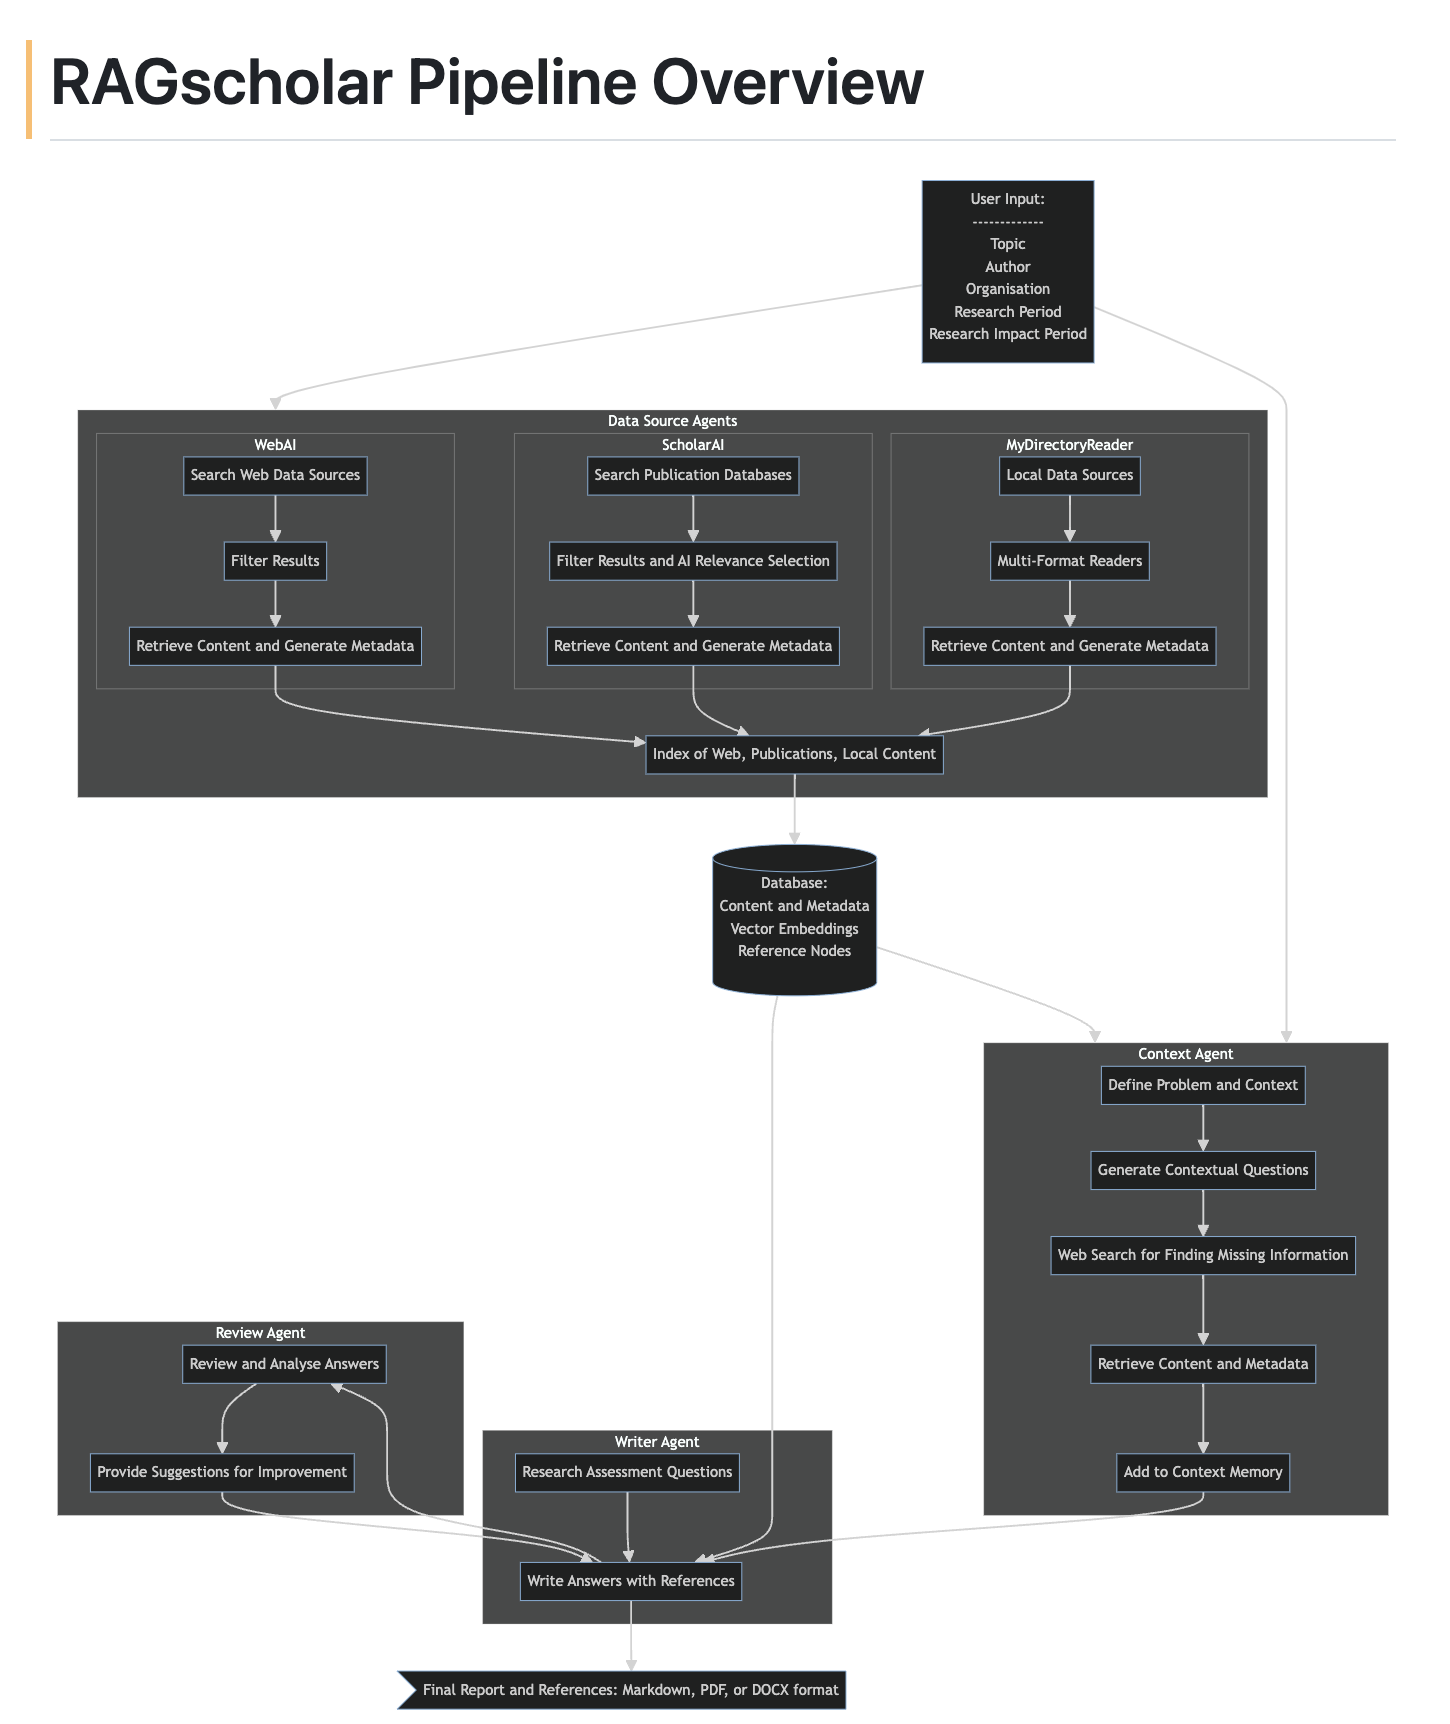 RAGscholar Pipeline Overview
User Input:
-------------
Topic
Author
Organisation
Research Period
Research Impact Period
Data Source Agents
WebAI
Search Web Data Sources
Filter Results
Retrieve Content and Generate Metadata
ScholarAI
Search Publication Databases
Filter Results and AI Relevance Selection
Retrieve Content and Generate Metadata
MyDirectoryReader
Local Data Sources
Multi-Format Readers
Retrieve Content and Generate Metadata
Index of Web, Publications, Local Content
Database:
Content and Metadata
Vector Embeddings
Reference Nodes
Context Agent
Define Problem and Context
Generate Contextual Questions
Web Search for Finding Missing Information
Retrieve Content and Metadata
Add to Context Memory
Review Agent
Review and Analyse Answers
Provide Suggestions for Improvement
Writer Agent
Research Assessment Questions
Write Answers with References
Final Report and References: Markdown, PDF, or DOCX format